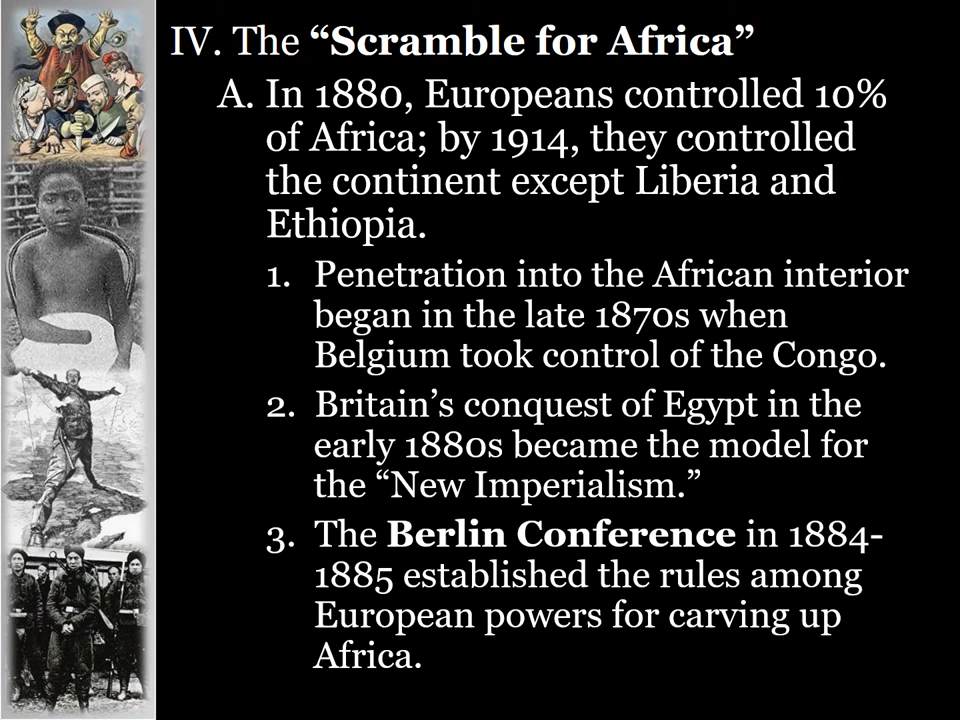 IV. The “Scramble for Africa”
A. In 1880, Europeans controlled 10%
of Africa; by 1914, they controlled
the continent except Liberia and
Ethiopia.
1. Penetration into the African interior
began in the late 1870s when
Belgium took control of the Congo.
2. Britain’s conquest of Egypt in the
early 1880s became the model for
the “New Imperialism.”
3. The Berlin Conference in 1884-
1885 established the rules among
European powers for carving up
Africa.